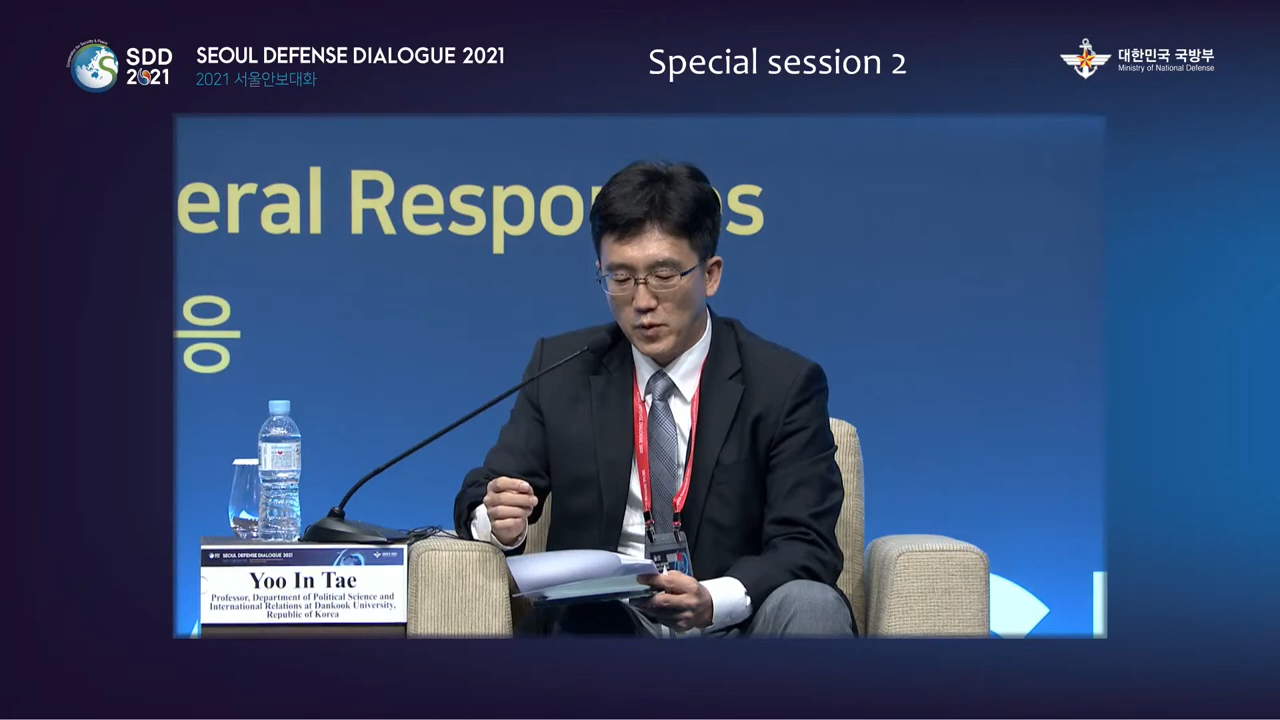 SDD
2021
SEOUL DEFENSE DIALOGUE 2021
2021 서울안보대화
Special session 2
대한민국 국방부
Ministry of National Defense
eral Respo s
응
SEOUL DEFENSE DIALOGUE 2021
Yoo In Tae
Professor, Department of Political Science and
International Relations at Dankook University,
Republic of Korea